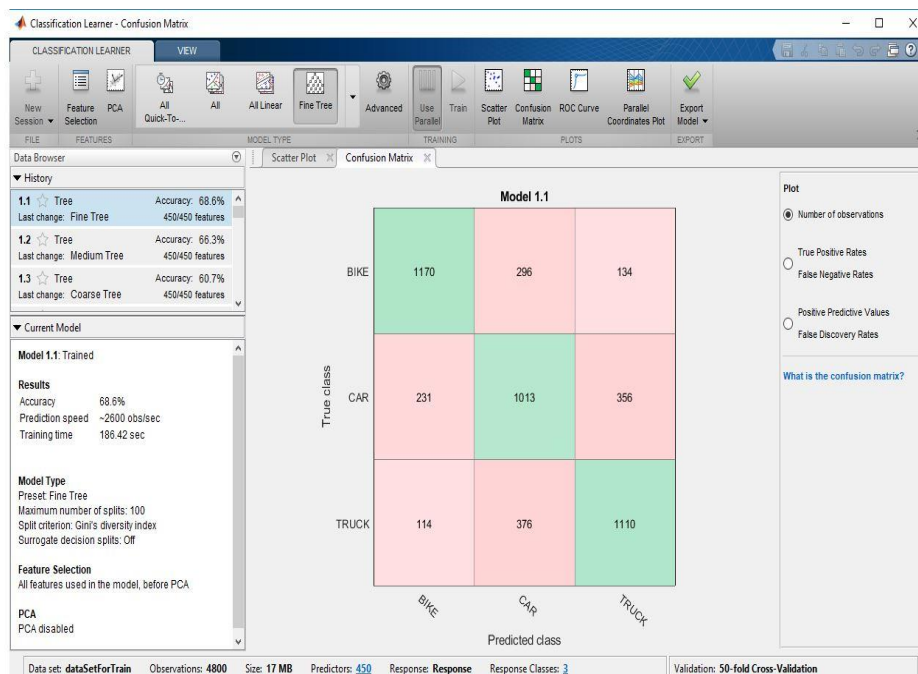 Classification Learner - Confusion Matrix
CLASSIFICATION LEARNER VIEW
New Session
Feature Selection
PCA
All Quick-To-...
All
All Linear
Fine Tree
Advanced
Use Parallel
Train
Scatter Plot
Confusion Matrix
ROC Curve
Parallel Coordinates Plot
Export Model
FILE FEATURES MODEL TYPE TRAINING PLOTS EXPORT
Data Browser
Scatter Plot Confusion Matrix
History
1.1 Tree Accuracy: 68.6%
Last change: Fine Tree 450/450 features
1.2 Tree Accuracy: 66.3%
Last change: Medium Tree 450/450 features
1.3 Tree Accuracy: 60.7%
Last change: Coarse Tree 450/450 features
Current Model
Model 1.1: Trained
Results
Accuracy 68.6%
Prediction speed ~2600 obs/sec
Training time 186.42 sec
Model Type
Preset: Fine Tree
Maximum number of splits: 100
Split criterion: Gini's diversity index
Surrogate decision splits: Off
Feature Selection
All features used in the model, before PCA
PCA
PCA disabled
Model 1.1
True class
BIKE 1170 296 134
CAR 231 1013 356
TRUCK 114 376 1110
BIKE CAR TRUCK
Predicted class
Plot
Number of observations
True Positive Rates
False Negative Rates
Positive Predictive Values
False Discovery Rates
What is the confusion matrix?
Data set: dataSetForTrain Observations: 4800 Size: 17 MB Predictors: 450 Response: Response Response Classes: 3 Validation: 50-fold Cross-Validation